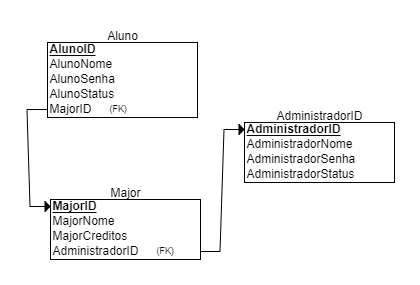 Aluno
AlunoID
AlunoNome
AlunoSenha
AlunoStatus
MajorID (FK)
AdministradorID
AdministradorID
AdministradorNome
AdministradorSenha
AdministradorStatus
Major
MajorID
MajorNome
MajorCreditos
AdministradorID (FK)